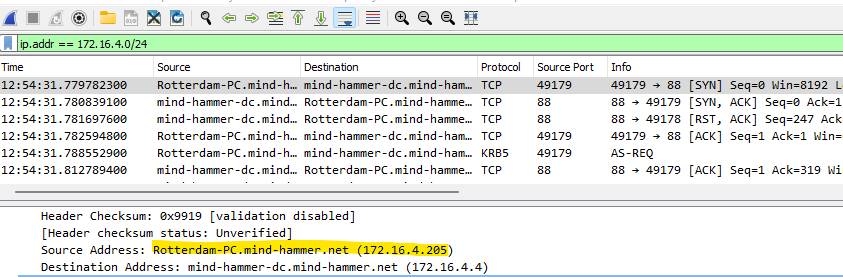 ip.addr == 172.16.4.0/24
Time Source Destination Protocol Source Port Info
12:54:31.779782300 Rotterdam-PC.mind-h… mind-hammer-dc.mind-hamme… TCP 49179 49179 → 88 [SYN] Seq=0 Win=8192 L
12:54:31.780839100 mind-hammer-dc.mind… Rotterdam-PC.mind-hammer.… TCP 88 88 → 49179 [SYN, ACK] Seq=0 Ack=1
12:54:31.781697600 mind-hammer-dc.mind… Rotterdam-PC.mind-hammer.… TCP 88 88 → 49178 [RST, ACK] Seq=247 Ack=
12:54:31.782594800 Rotterdam-PC.mind-h… mind-hammer-dc.mind-hamme… TCP 49179 49179 → 88 [ACK] Seq=1 Ack=1 Win=
12:54:31.788552900 Rotterdam-PC.mind-h… mind-hammer-dc.mind-hamme… KRB5 49179 AS-REQ
12:54:31.812789400 mind-hammer-dc.mind… Rotterdam-PC.mind-hammer.… TCP 88 88 → 49179 [ACK] Seq=1 Ack=319 Wi
Header Checksum: 0x9919 [validation disabled]
[Header checksum status: Unverified]
Source Address: Rotterdam-PC.mind-hammer.net (172.16.4.205)
Destination Address: mind-hammer-dc.mind-hammer.net (172.16.4.4)